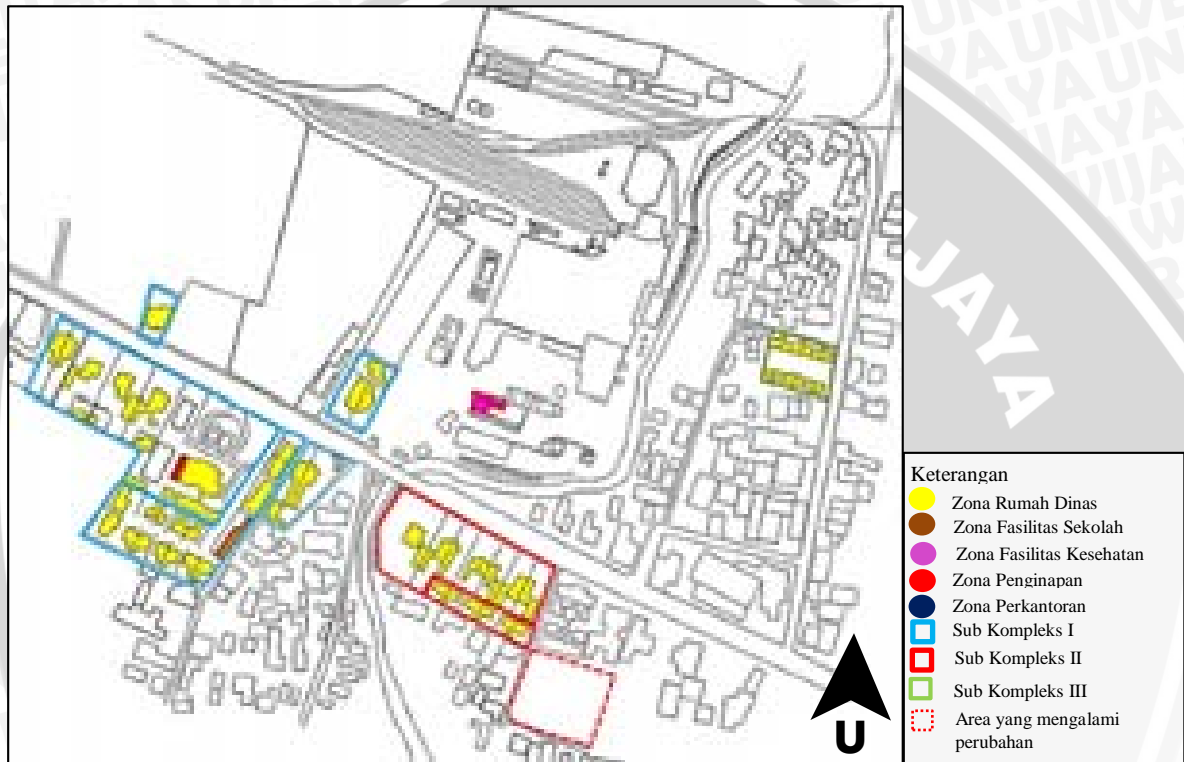 Keterangan
Zona Rumah Dinas
Zona Fasilitas Sekolah
Zona Fasilitas Kesehatan
Zona Penginapan
Zona Perkantoran
Sub Kompleks I
Sub Kompleks II
Sub Kompleks III
Area yang mengalami
perubahan
U
JAYA